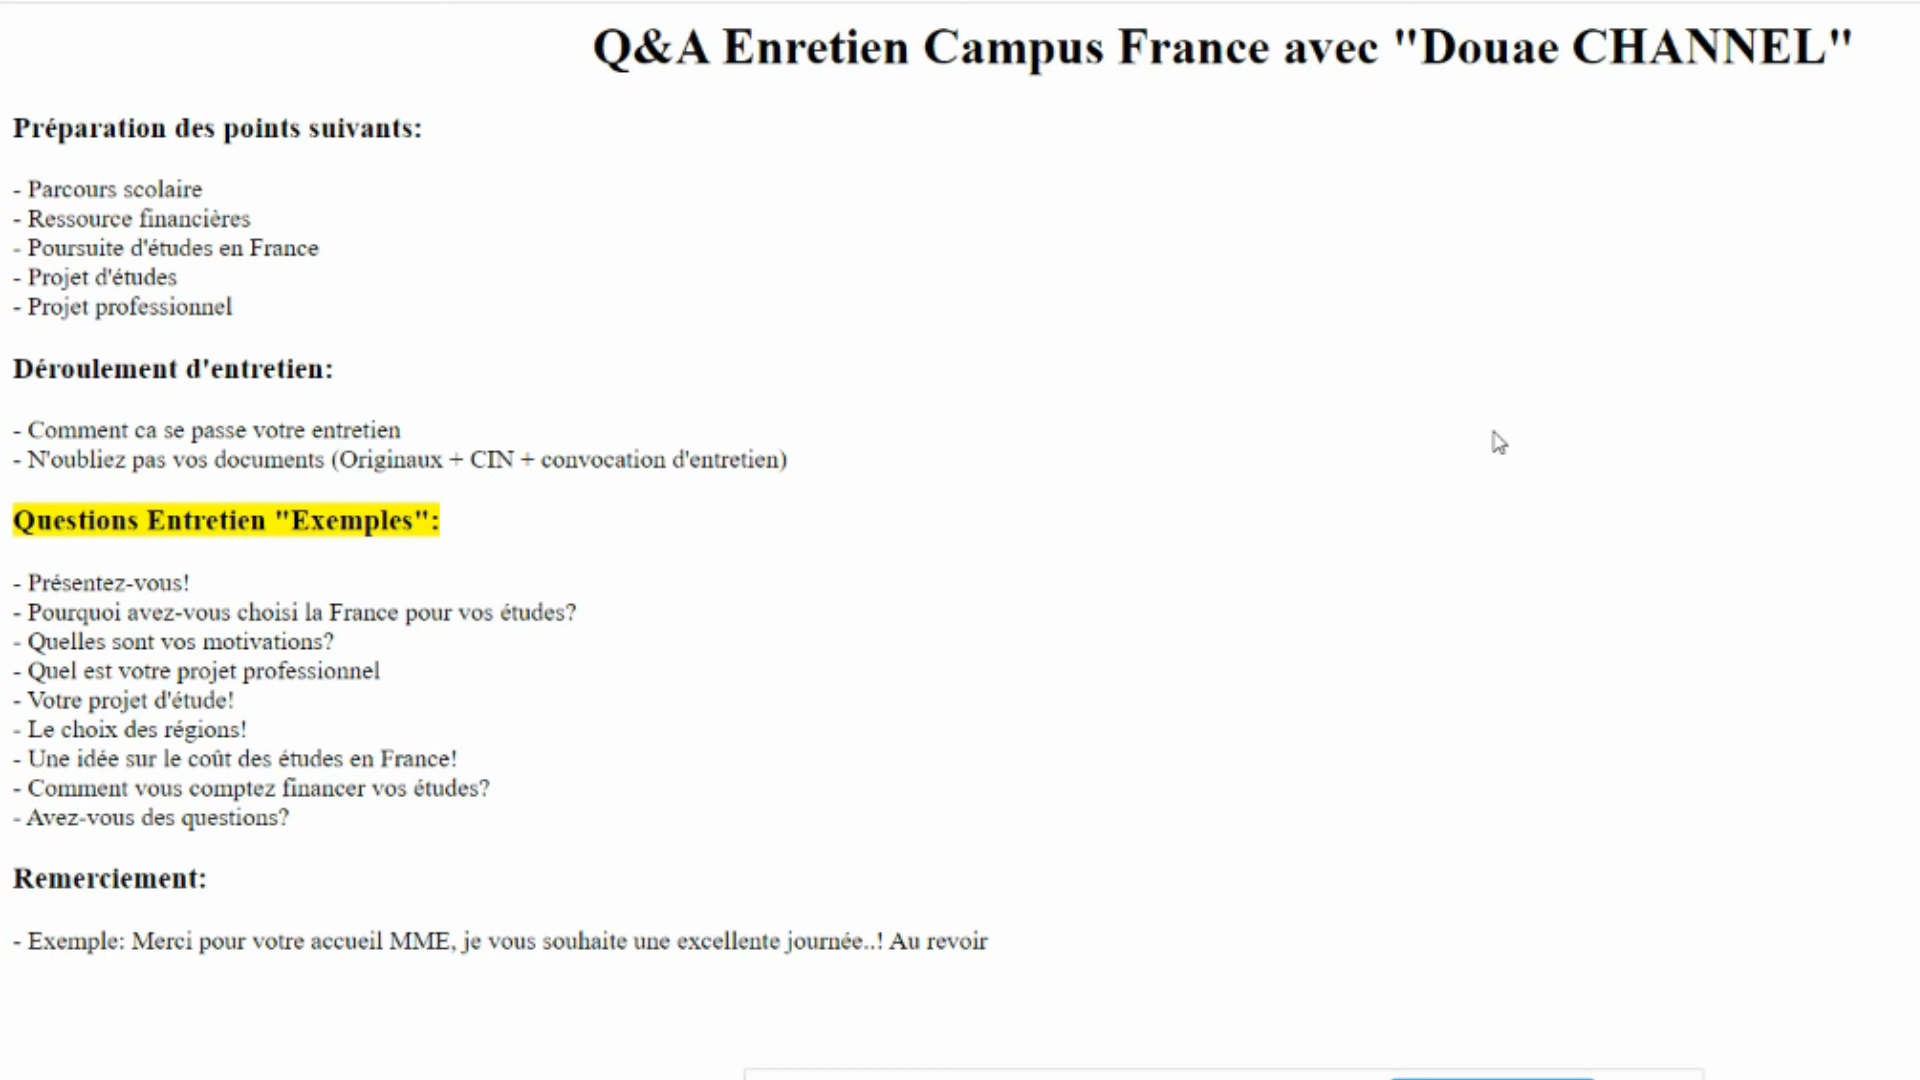 Q&A Enretien Campus France avec "Douae CHANNEL"
Préparation des points suivants:
- Parcours scolaire
- Ressource financières
- Poursuite d'études en France
- Projet d'études
- Projet professionnel
Déroulement d'entretien:
- Comment ca se passe votre entretien
- N'oubliez pas vos documents (Originaux + CIN + convocation d'entretien)
Questions Entretien "Exemples":
- Présentez-vous!
- Pourquoi avez-vous choisi la France pour vos études?
- Quelles sont vos motivations?
- Quel est votre projet professionnel
- Votre projet d'étude!
- Le choix des régions!
- Une idée sur le coût des études en France!
- Comment vous comptez financer vos études?
- Avez-vous des questions?
Remerciement:
- Exemple: Merci pour votre accueil MME, je vous souhaite une excellente journée..! Au revoir